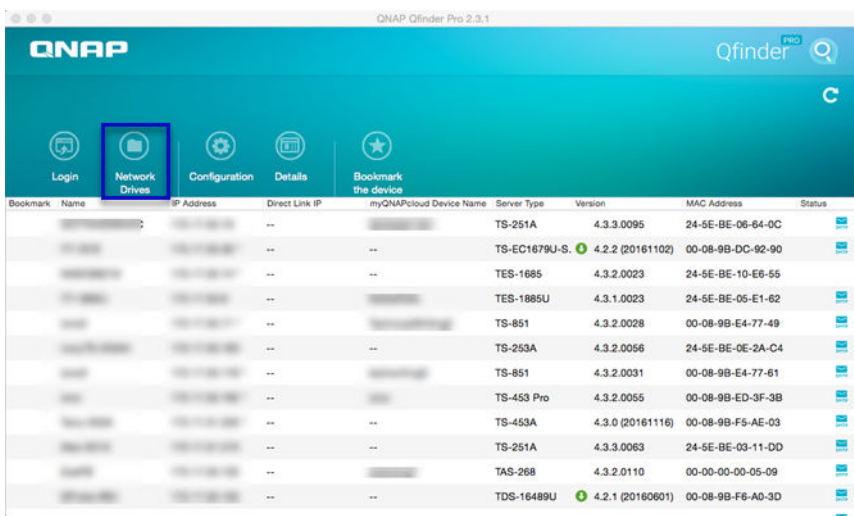 QNAP Qfinder Pro 2.3.1
QNAP
Qfinder PRO
Login
Network Drives
Configuration
Details
Bookmark the device
Bookmark Name IP Address Direct Link IP myQNAPcloud Device Name Server Type Version MAC Address Status
-- TS-251A 4.3.3.0095 24-5E-BE-06-64-0C
-- -- TS-EC1679U-S. 4.2.2 (20161102) 00-08-9B-DC-92-90
-- -- TES-1685 4.3.2.0023 24-5E-BE-10-E6-55
-- TES-1885U 4.3.1.0023 24-5E-BE-05-E1-62
-- TS-851 4.3.2.0028 00-08-9B-E4-77-49
-- -- TS-253A 4.3.2.0056 24-5E-BE-0E-2A-C4
-- TS-851 4.3.2.0031 00-08-9B-E4-77-61
-- TS-453 Pro 4.3.2.0055 00-08-9B-ED-3F-3B
-- -- TS-453A 4.3.0 (20161116) 00-08-9B-F5-AE-03
-- -- TS-251A 4.3.3.0063 24-5E-BE-03-11-DD
-- TAS-268 4.3.2.0110 00-00-00-00-05-09
-- -- TDS-16489U 4.2.1 (20160601) 00-08-9B-F6-A0-3D